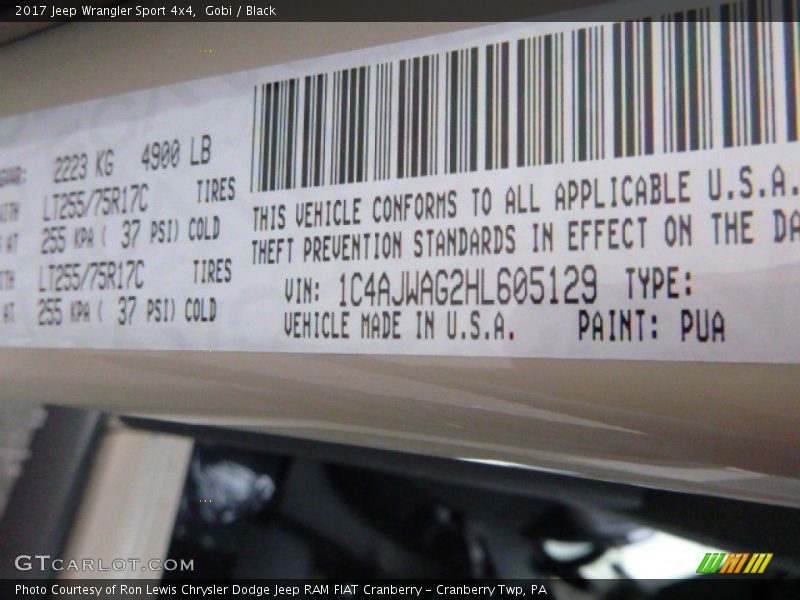 2017 Jeep Wrangler Sport 4x4,  Gobi / Black
2223 KG 4900 LB
LT255/75R17C TIRES
255 KPA ( 37 PSI) COLD
LT255/75R17C TIRES
AT 255 KPA ( 37 PSI) COLD
THIS VEHICLE CONFORMS TO ALL APPLICABLE U.S.A.
THEFT PREVENTION STANDARDS IN EFFECT ON THE DA
VIN: 1C4AJWAG2HL605129 TYPE:
VEHICLE MADE IN U.S.A. PAINT: PUA
GTCARLOT.COM
Photo Courtesy of Ron Lewis Chrysler Dodge Jeep RAM FIAT Cranberry – Cranberry Twp, PA